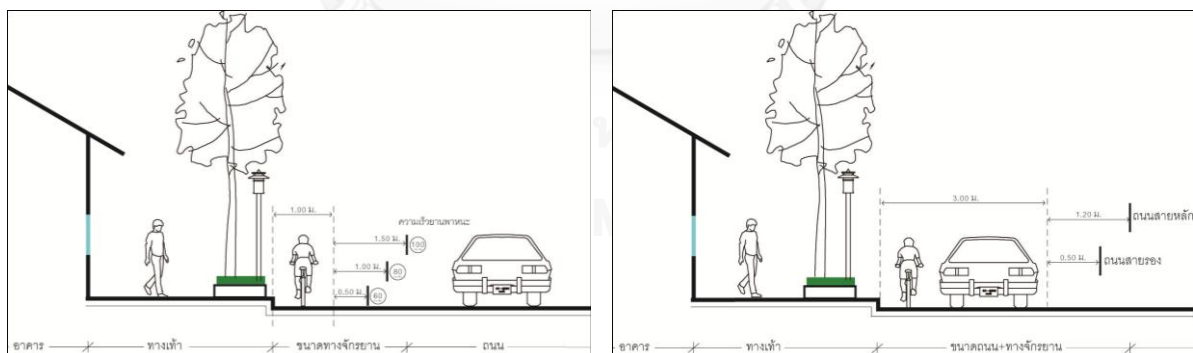 1.00 ม.
ความเร็วยานพาหนะ
1.50 ม. 100
1.00 ม. 80
0.50 ม. 60
อาคาร ทางเท้า ขนาดทางจักรยาน ถนน
3.00 ม.
1.20 ม. ถนนสายหลัก
0.50 ม. ถนนสายรอง
อาคาร ทางเท้า ขนาดถนน+ทางจักรยาน